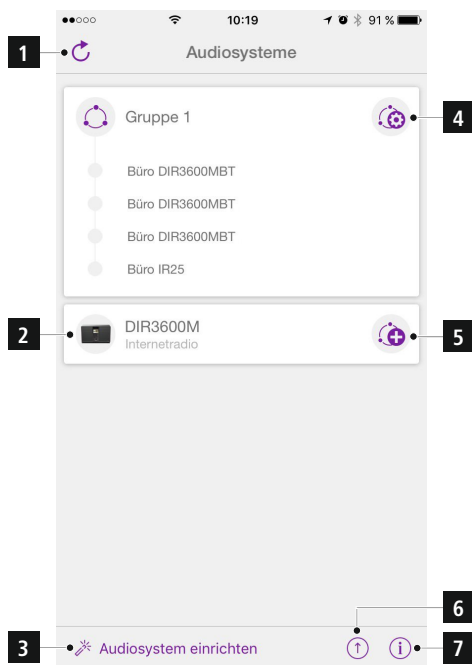 10:19
91 %
1
Audiosysteme
Gruppe 1
4
Büro DIR3600MBT
Büro DIR3600MBT
Büro DIR3600MBT
Büro IR25
2
DIR3600M
Internetradio
5
6
3
Audiosystem einrichten
i
7